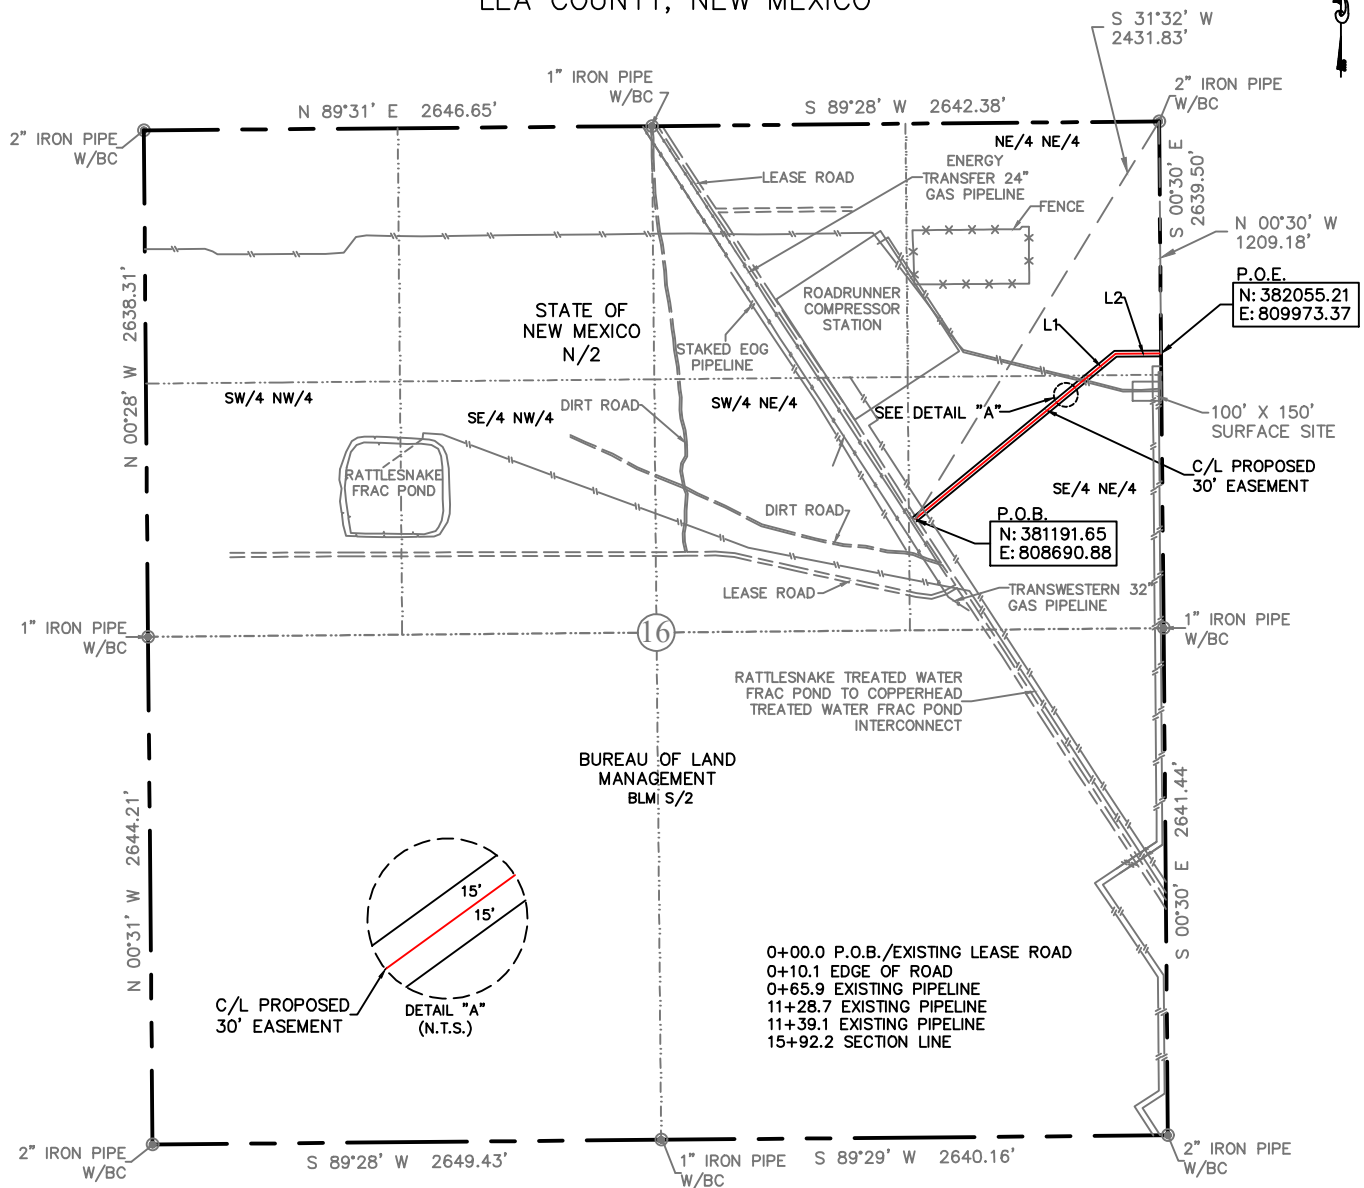 LEA COUNTY, NEW MEXICO
S 31°32' W
2431.83'
1" IRON PIPE
W/BC
2" IRON PIPE
W/BC
N 89°31' E 2646.65'
S 89°28' W 2642.38'
2" IRON PIPE
W/BC
NE/4 NE/4
ENERGY
TRANSFER 24"
GAS PIPELINE
LEASE ROAD
FENCE
S 00°30' E
2639.50'
N 00°30' W
1209.18'
P.O.E.
N: 382055.21
E: 809973.37
ROADRUNNER
COMPRESSOR
STATION
L2
L1
STATE OF
NEW MEXICO
N/2
STAKED EOG
PIPELINE
N 00°28' W 2638.31'
SW/4 NW/4
SE/4 NW/4
DIRT ROAD
SW/4 NE/4
SEE DETAIL "A"
100' X 150'
SURFACE SITE
C/L PROPOSED
30' EASEMENT
SE/4 NE/4
RATTLESNAKE
FRAC POND
DIRT ROAD
P.O.B.
N: 381191.65
E: 808690.88
LEASE ROAD
TRANSWESTERN 32"
GAS PIPELINE
1" IRON PIPE
W/BC
16
1" IRON PIPE
W/BC
RATTLESNAKE TREATED WATER
FRAC POND TO COPPERHEAD
TREATED WATER FRAC POND
INTERCONNECT
BUREAU OF LAND
MANAGEMENT
BLM S/2
N 00°31' W 2644.21'
S 00°30' E 2641.44'
15'
15'
C/L PROPOSED
30' EASEMENT
DETAIL "A"
(N.T.S.)
0+00.0 P.O.B./EXISTING LEASE ROAD
0+10.1 EDGE OF ROAD
0+65.9 EXISTING PIPELINE
11+28.7 EXISTING PIPELINE
11+39.1 EXISTING PIPELINE
15+92.2 SECTION LINE
2" IRON PIPE
W/BC
S 89°28' W 2649.43'
1" IRON PIPE
W/BC
S 89°29' W 2640.16'
2" IRON PIPE
W/BC